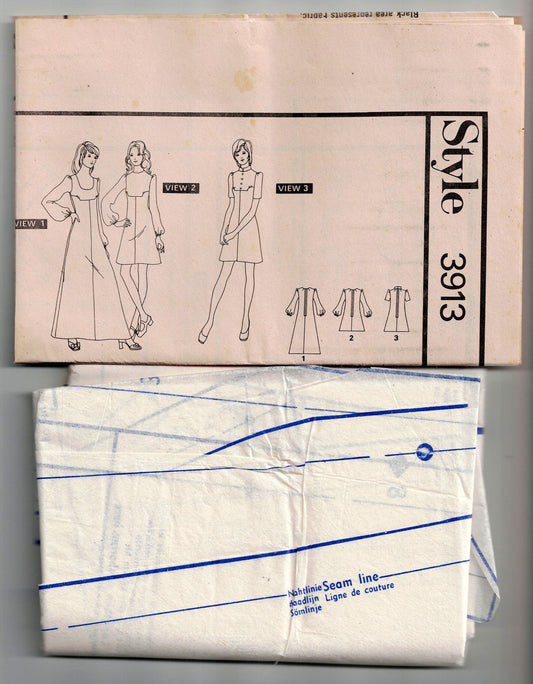 Black area represents fabric.
Style 3913
VIEW 1
VIEW 2
VIEW 3
1
2
3
Nahtlinie Seam line
naadlijn Ligne de couture
Sömlinje